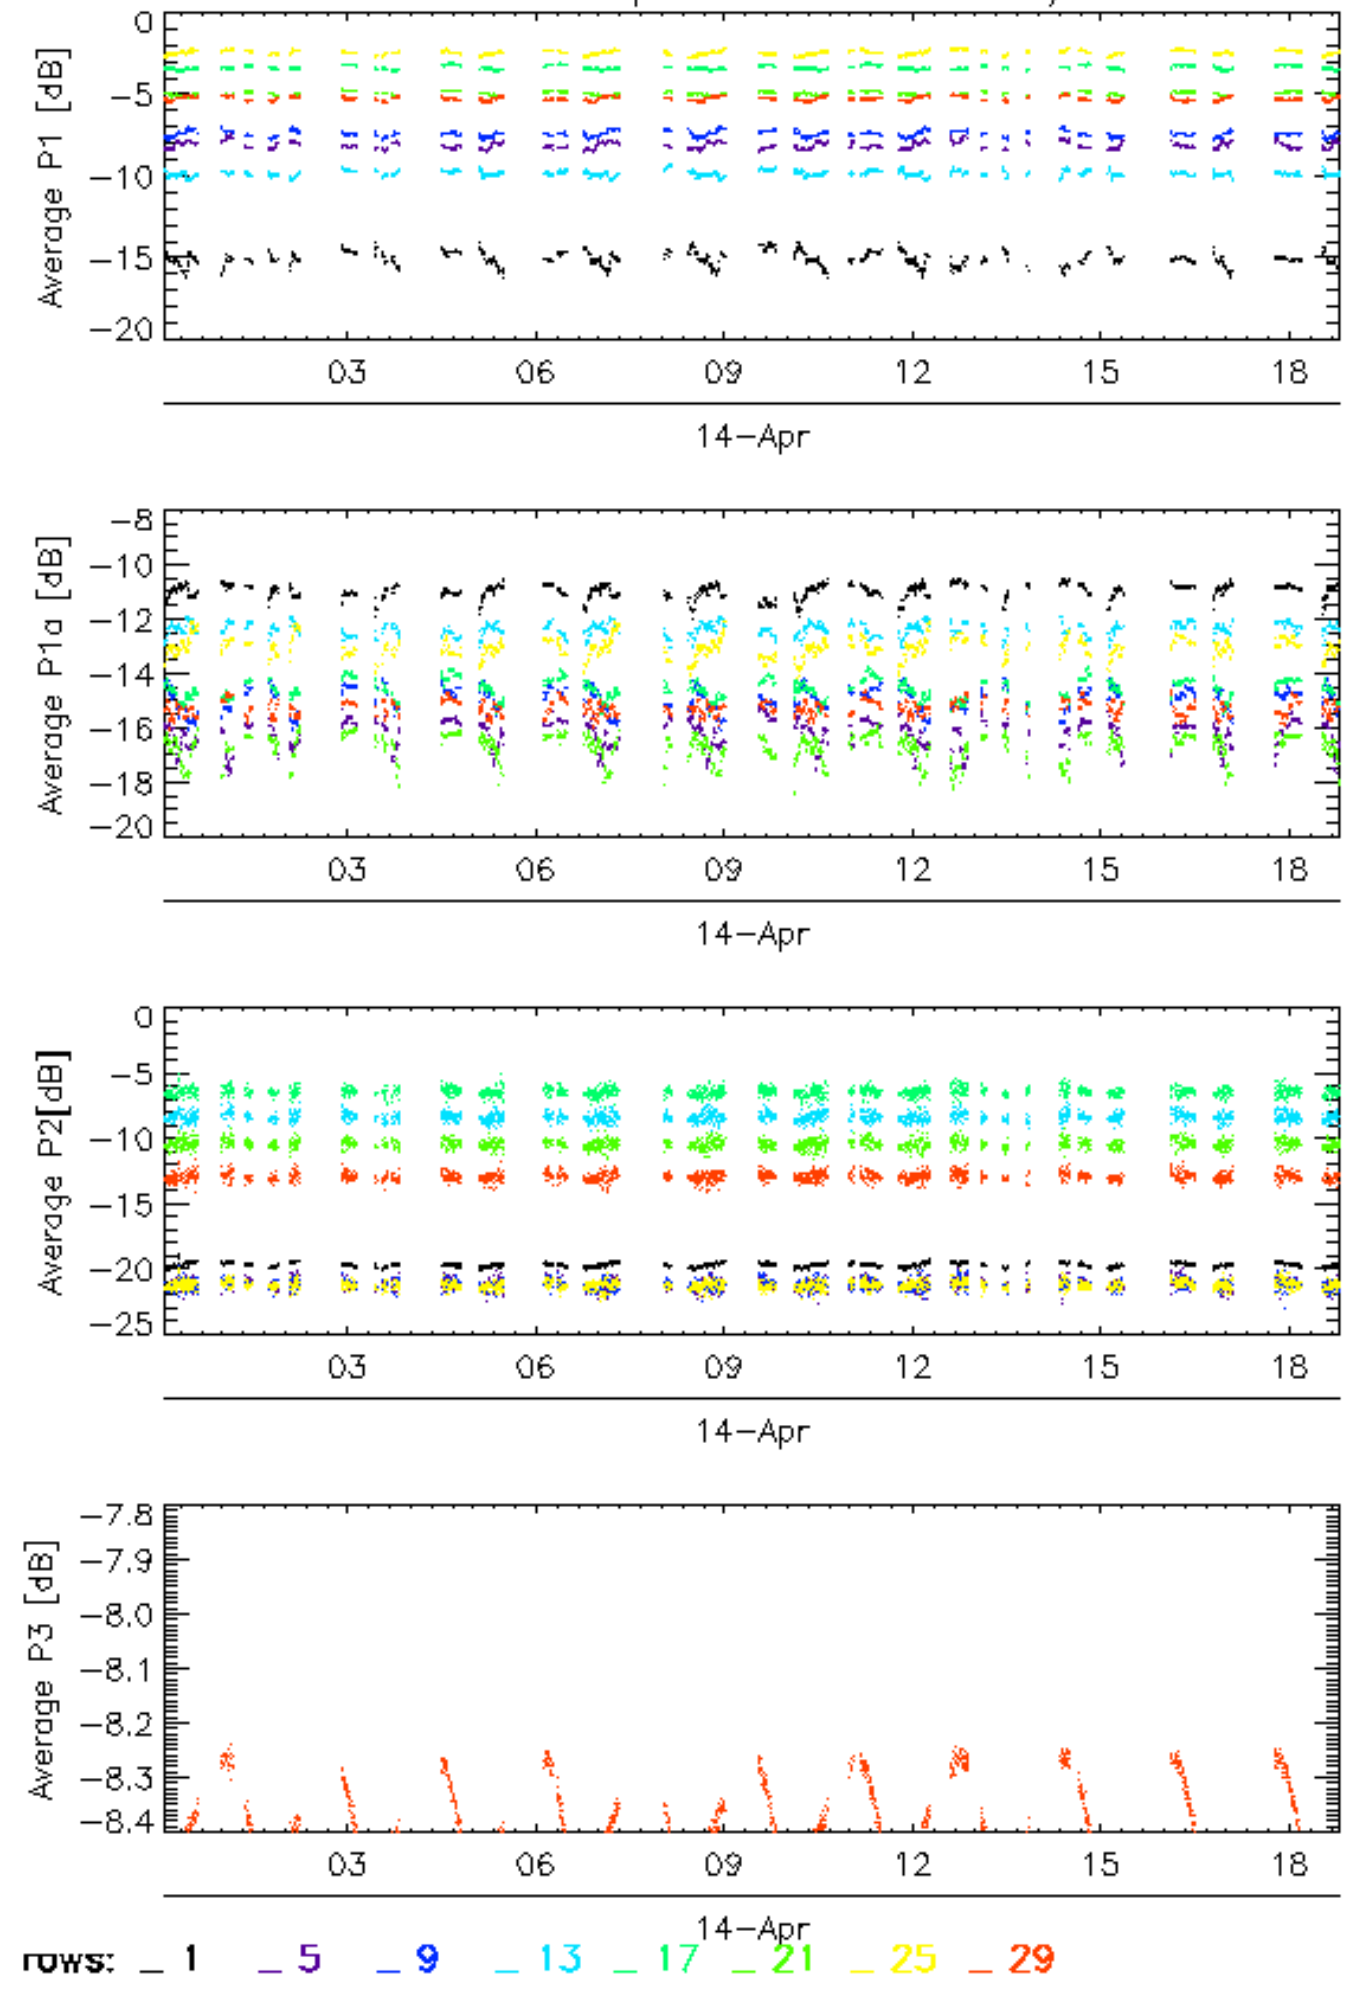 0
−5
−10
−15
−20
Average P1 [dB]
03 06 09 12 15 18
14−Apr
−8
−10
−12
−14
−16
−18
−20
Average P1a [dB]
03 06 09 12 15 18
14−Apr
0
−5
−10
−15
−20
−25
Average P2[dB]
03 06 09 12 15 18
14−Apr
−7.8
−7.9
−8.0
−8.1
−8.2
−8.3
−8.4
Average P3 [dB]
03 06 09 12 15 18
14−Apr
rows: _ 1 _ 5 _ 9 _ 13 _ 17 _ 21 _ 25 _ 29